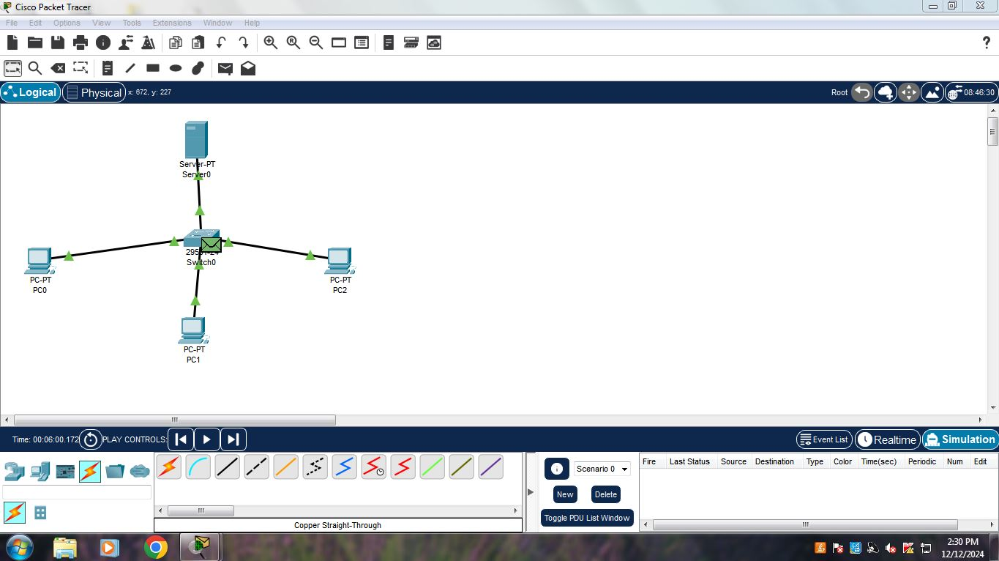 Cisco Packet Tracer
File Edit Options View Tools Extensions Window Help
Logical Physical x: 672, y: 227 Root 08:46:30
Server-PT
Server0
Switch0
PC-PT
PC0
PC-PT
PC2
PC-PT
PC1
Time: 00:06:00.172 PLAY CONTROLS: Event List Realtime Simulation
Scenario 0
Fire Last Status Source Destination Type Color Time(sec) Periodic Num Edit
New Delete
Toggle PDU List Window
Copper Straight-Through
2:30 PM
12/12/2024